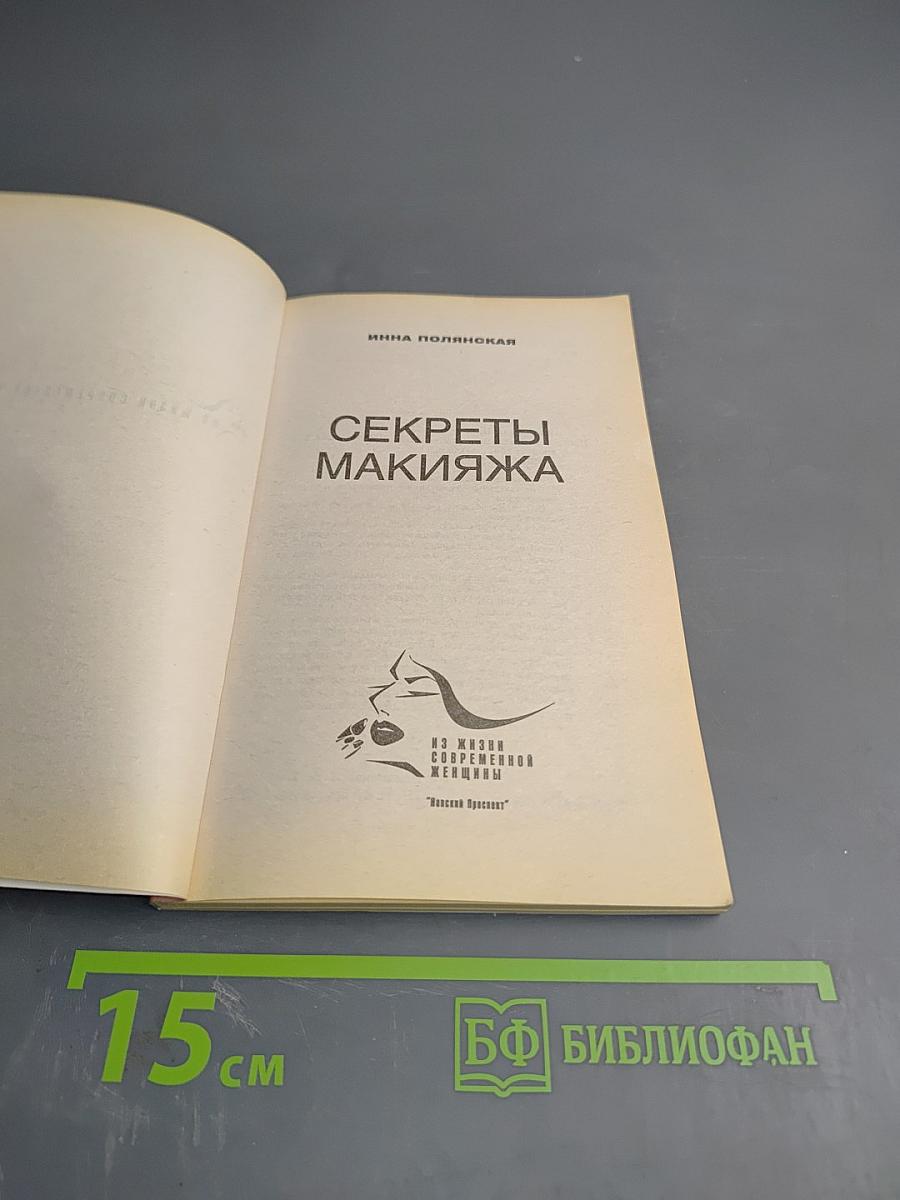 ИННА ПОЛЯНСКАЯ
СЕКРЕТЫ
МАКИЯЖА
ИЗ ЖИЗНИ
СОВРЕМЕННОЙ
ЖЕНЩИНЫ
"Невский Проспект"
15 см
БФ БИБЛИОФАН